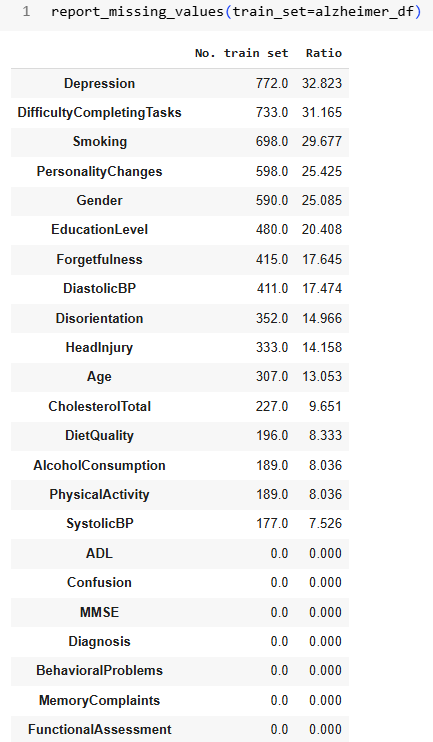 1 report_missing_values(train_set=alzheimer_df)
No. train set Ratio
Depression 772.0 32.823
DifficultyCompletingTasks 733.0 31.165
Smoking 698.0 29.677
PersonalityChanges 598.0 25.425
Gender 590.0 25.085
EducationLevel 480.0 20.408
Forgetfulness 415.0 17.645
DiastolicBP 411.0 17.474
Disorientation 352.0 14.966
HeadInjury 333.0 14.158
Age 307.0 13.053
CholesterolTotal 227.0 9.651
DietQuality 196.0 8.333
AlcoholConsumption 189.0 8.036
PhysicalActivity 189.0 8.036
SystolicBP 177.0 7.526
ADL 0.0 0.000
Confusion 0.0 0.000
MMSE 0.0 0.000
Diagnosis 0.0 0.000
BehavioralProblems 0.0 0.000
MemoryComplaints 0.0 0.000
FunctionalAssessment 0.0 0.000